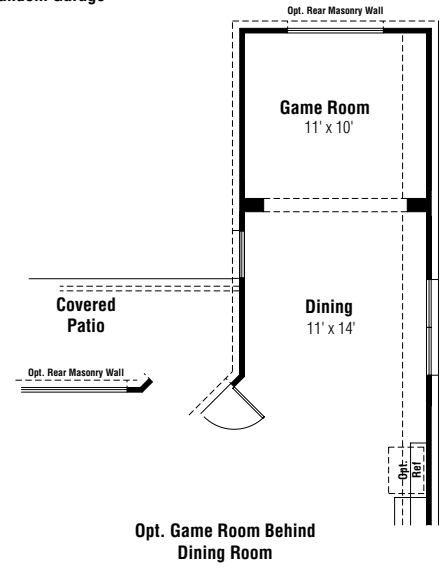 Garage
Opt. Rear Masonry Wall
Game Room
11' x 10'
Covered
Patio
Dining
11' x 14'
Opt. Rear Masonry Wall
Opt.
Ref
Opt. Game Room Behind
Dining Room